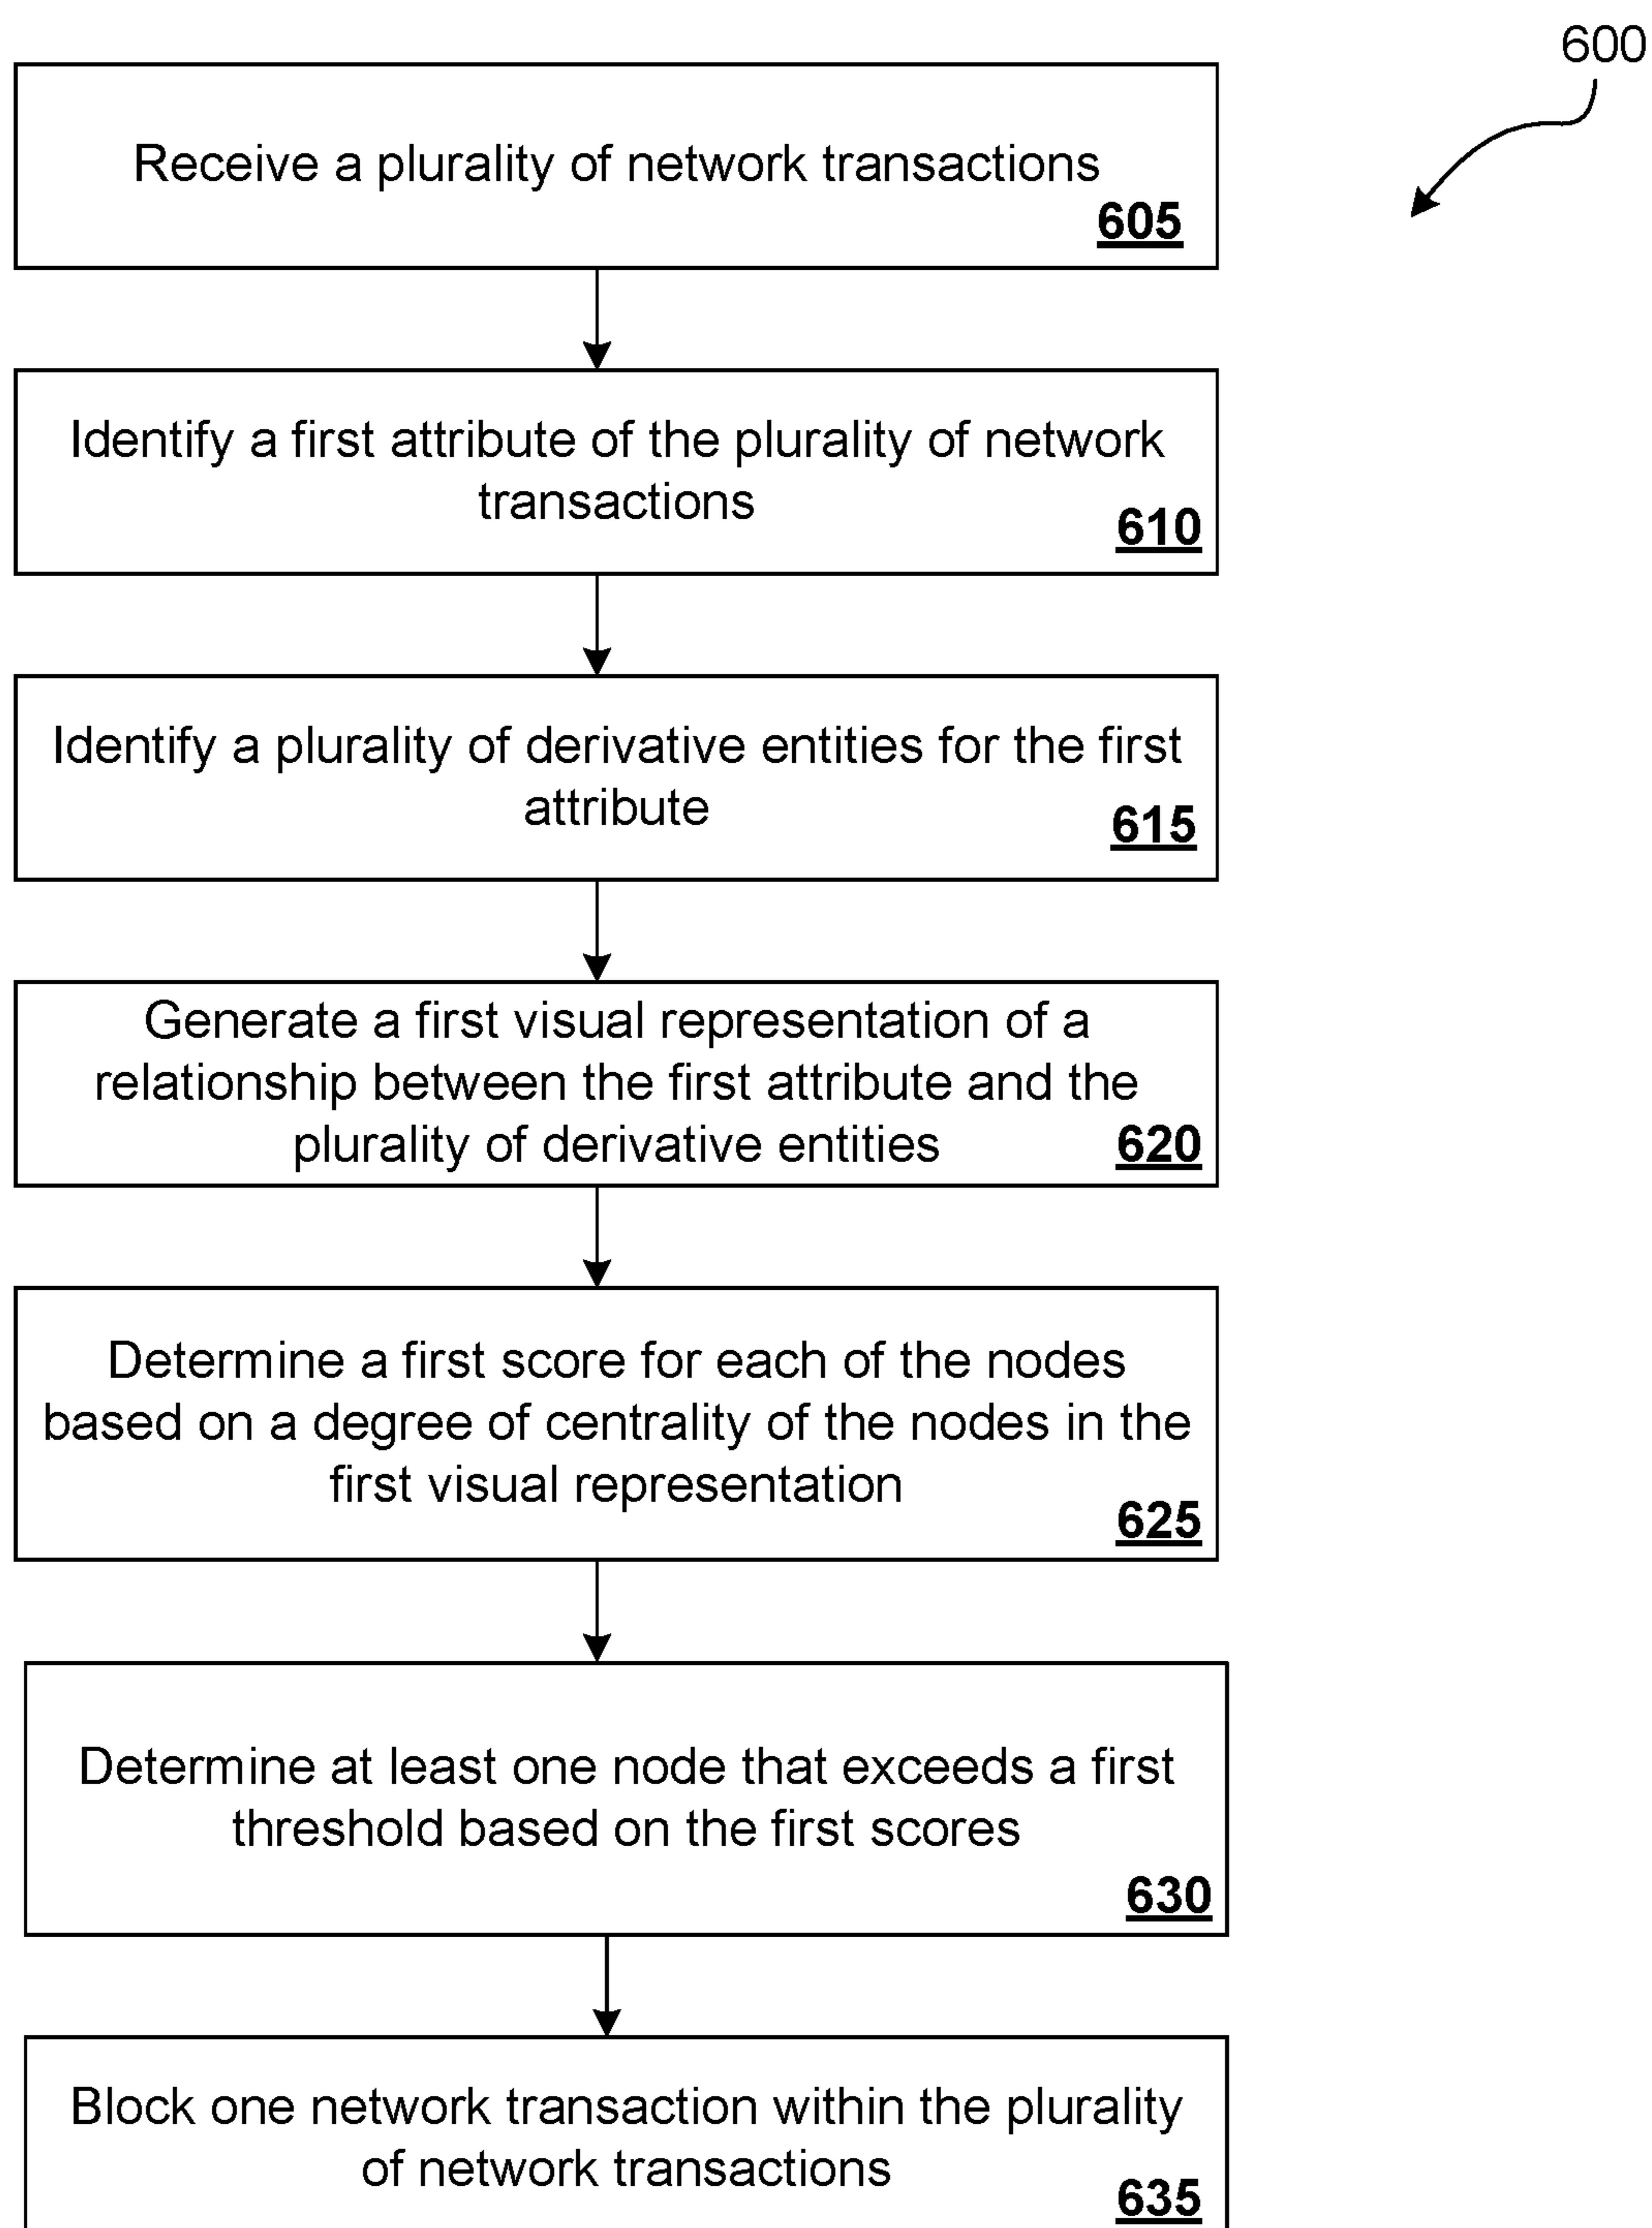 600
Receive a plurality of network transactions
605
Identify a first attribute of the plurality of network
transactions
610
Identify a plurality of derivative entities for the first
attribute
615
Generate a first visual representation of a
relationship between the first attribute and the
plurality of derivative entities
620
Determine a first score for each of the nodes
based on a degree of centrality of the nodes in the
first visual representation
625
Determine at least one node that exceeds a first
threshold based on the first scores
630
Block one network transaction within the plurality
of network transactions
635